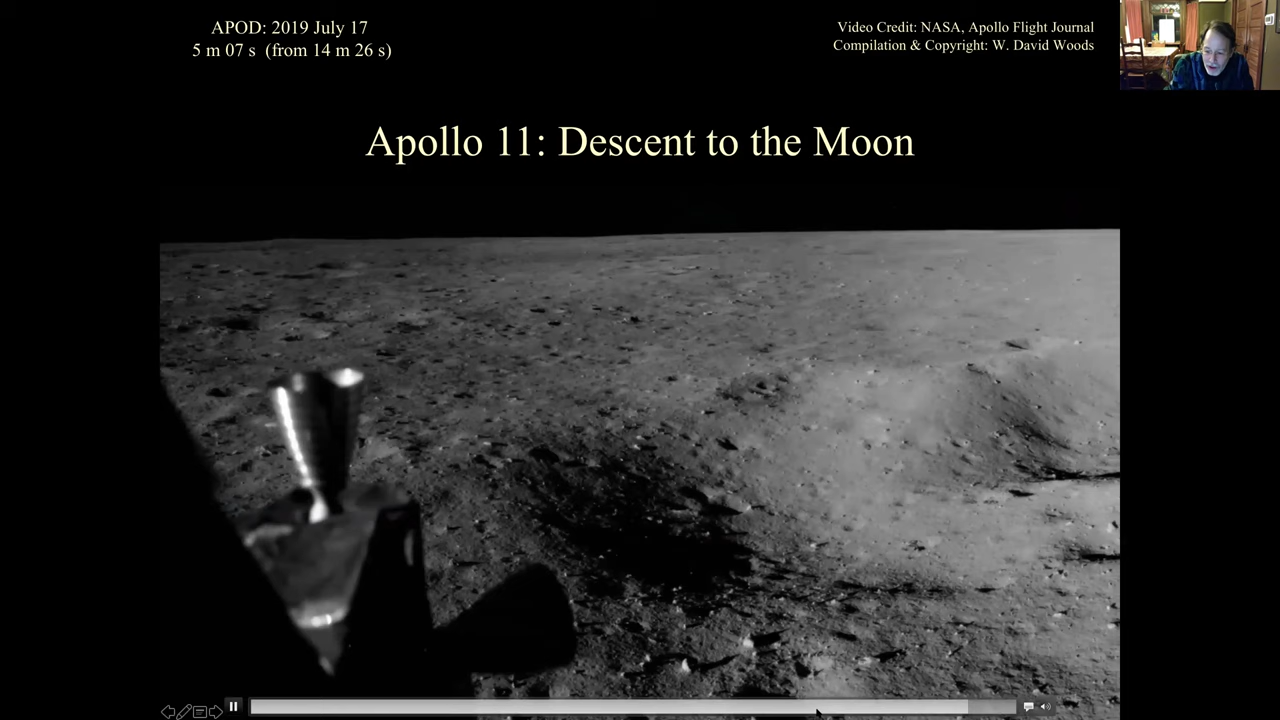 APOD: 2019 July 17
5 m 07 s (from 14 m 26 s)
Video Credit: NASA, Apollo Flight Journal
Compilation & Copyright: W. David Woods
Apollo 11: Descent to the Moon